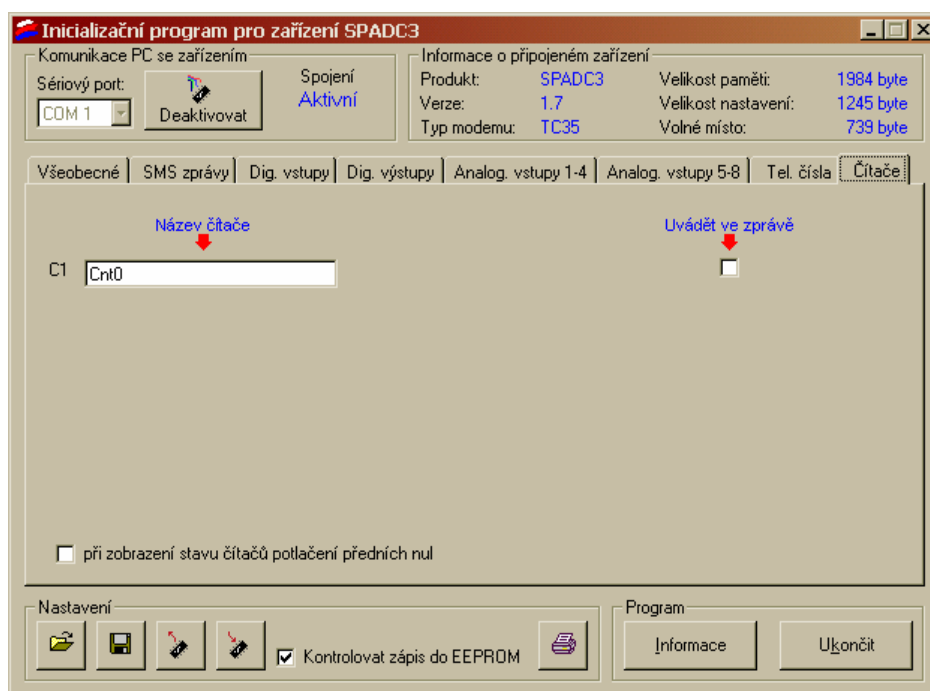 Inicializační program pro zařízení SPADC3
Komunikace PC se zařízením
Sériový port:
COM 1
Deaktivovat
Spojení
Aktivní
Informace o připojeném zařízení
Produkt: SPADC3 Velikost paměti: 1984 byte
Verze: 1.7 Velikost nastavení: 1245 byte
Typ modemu: TC35 Volné místo: 739 byte
Všeobecné SMS zprávy Dig. vstupy Dig. výstupy Analog. vstupy 1-4 Analog. vstupy 5-8 Tel. čísla Čítače
Název čítače Uvádět ve zprávě
C1 Cnt0
při zobrazení stavu čítačů potlačení předních nul
Nastavení
Kontrolovat zápis do EEPROM
Program
Informace Ukončit